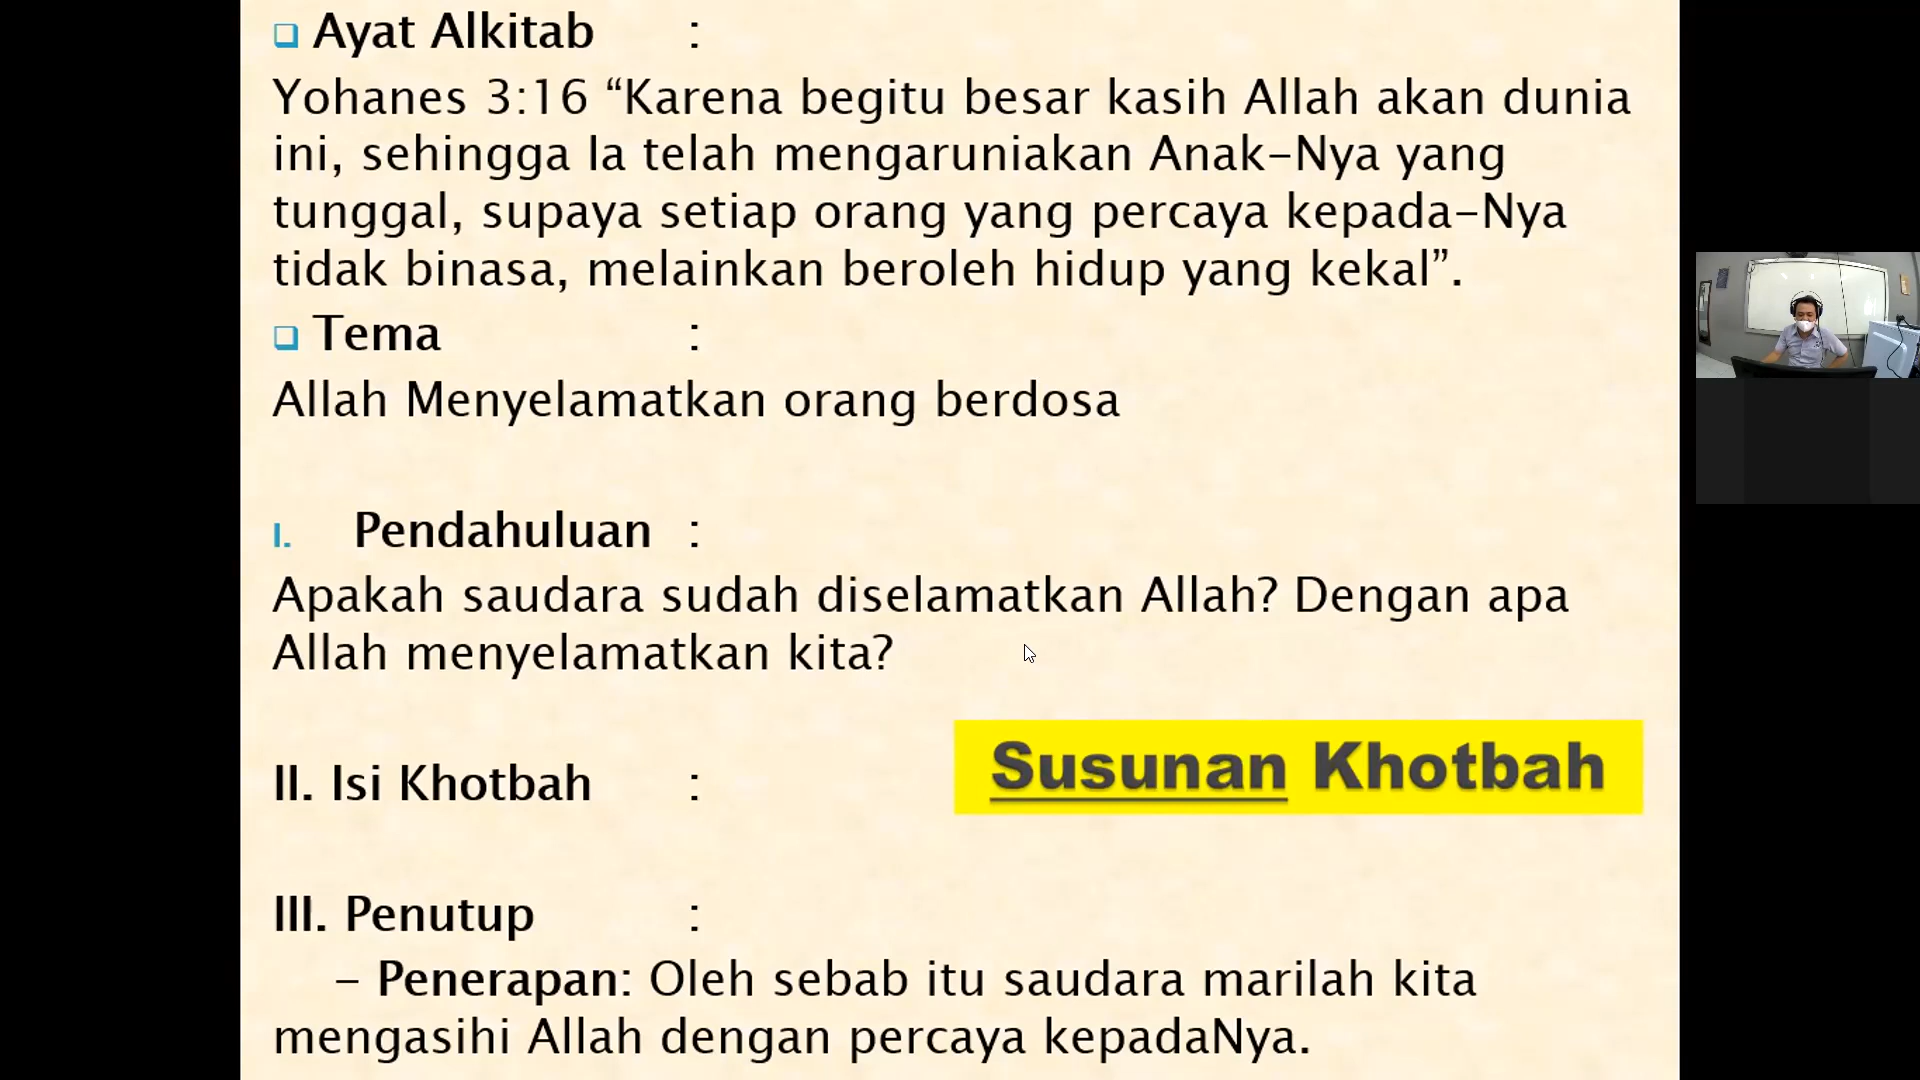 Ayat Alkitab :
Yohanes 3:16 “Karena begitu besar kasih Allah akan dunia
ini, sehingga Ia telah mengaruniakan Anak-Nya yang
tunggal, supaya setiap orang yang percaya kepada-Nya
tidak binasa, melainkan beroleh hidup yang kekal”.
Tema :
Allah Menyelamatkan orang berdosa
I. Pendahuluan :
Apakah saudara sudah diselamatkan Allah? Dengan apa
Allah menyelamatkan kita?
Susunan Khotbah
II. Isi Khotbah :
III. Penutup :
– Penerapan: Oleh sebab itu saudara marilah kita
mengasihi Allah dengan percaya kepadaNya.